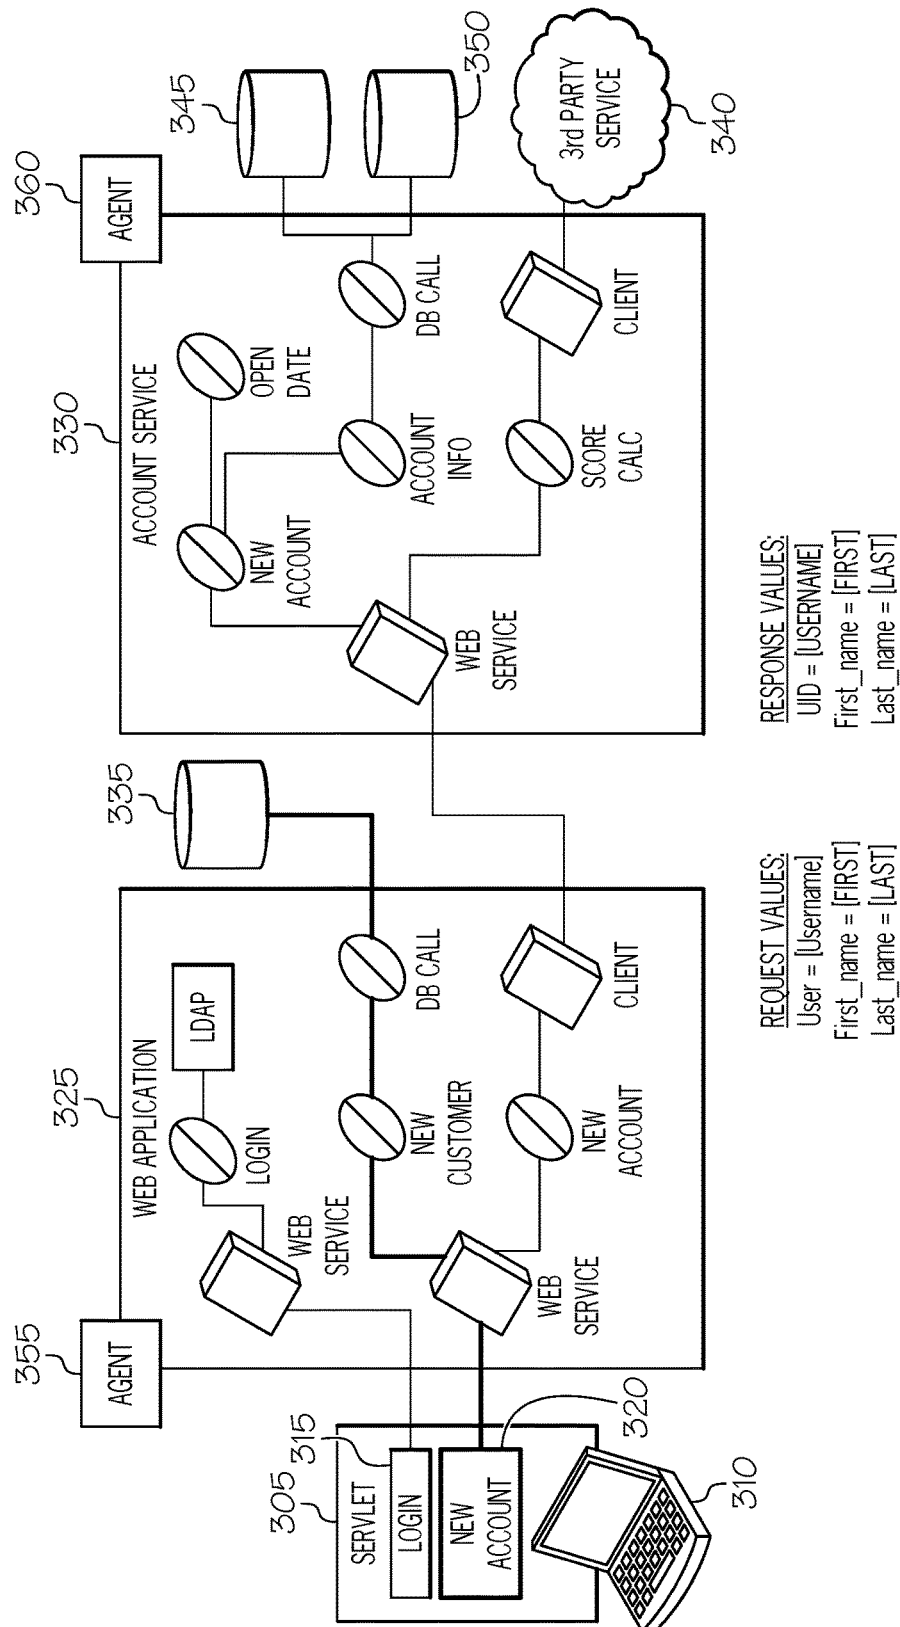 355
AGENT
325
WEB APPLICATION
LDAP
LOGIN
WEB
SERVICE
335
NEW
CUSTOMER
DB CALL
WEB
SERVICE
NEW
ACCOUNT
CLIENT
305
SERVLET
315
LOGIN
NEW
ACCOUNT
320
310
330
360
AGENT
ACCOUNT SERVICE
NEW
ACCOUNT
OPEN
DATE
345
ACCOUNT
INFO
DB CALL
350
WEB
SERVICE
SCORE
CALC
CLIENT
3rd PARTY
SERVICE
340
REQUEST VALUES:
User = [Username]
First_name = [FIRST]
Last_name = [LAST]
RESPONSE VALUES:
UID = [USERNAME]
First_name = [FIRST]
Last_name = [LAST]